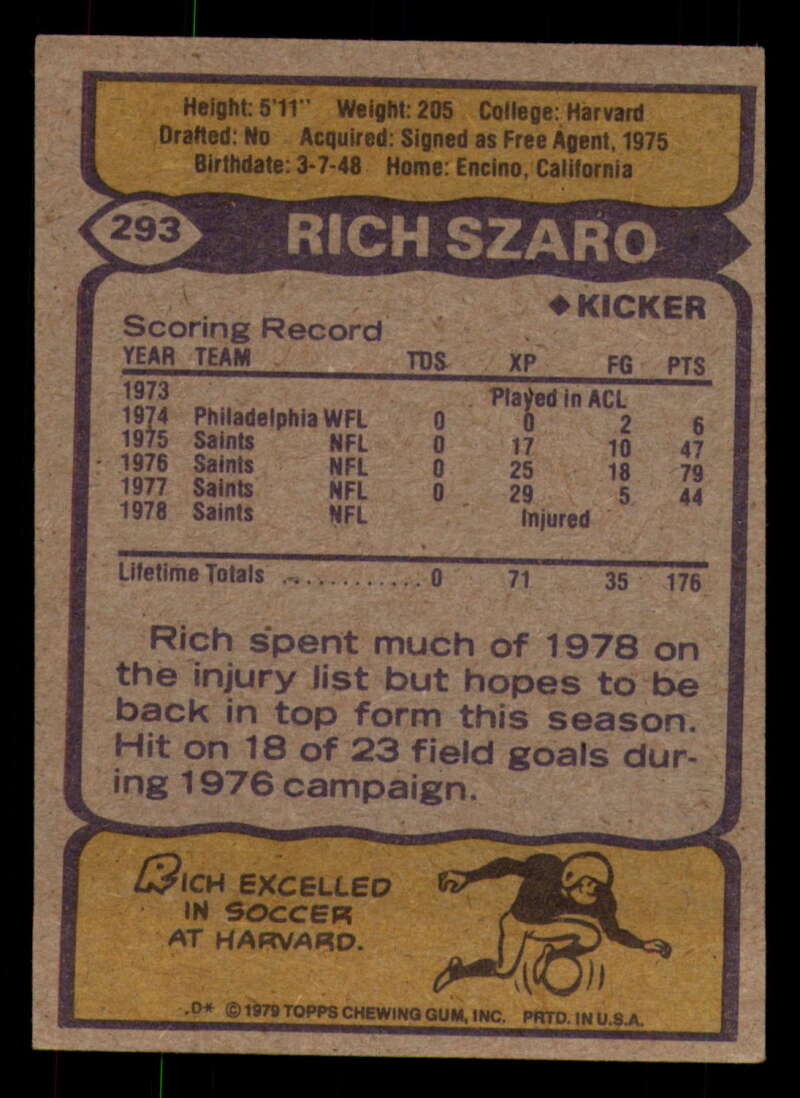 Height: 5'11" Weight: 205 College: Harvard
Drafted: No Acquired: Signed as Free Agent, 1975
Birthdate: 3-7-48 Home: Encino, California
293 RICH SZARO
◆ KICKER
Scoring Record
YEAR TEAM TDS XP FG PTS
1973 Played in ACL
1974 Philadelphia WFL 0 0 2 6
1975 Saints NFL 0 17 10 47
1976 Saints NFL 0 25 18 79
1977 Saints NFL 0 29 5 44
1978 Saints NFL Injured
Lifetime Totals ............ 0 71 35 176
Rich spent much of 1978 on
the injury list but hopes to be
back in top form this season.
Hit on 18 of 23 field goals dur-
ing 1976 campaign.
RICH EXCELLED
IN SOCCER
AT HARVARD.
.D* © 1979 TOPPS CHEWING GUM, INC. PRTD. IN U.S.A.